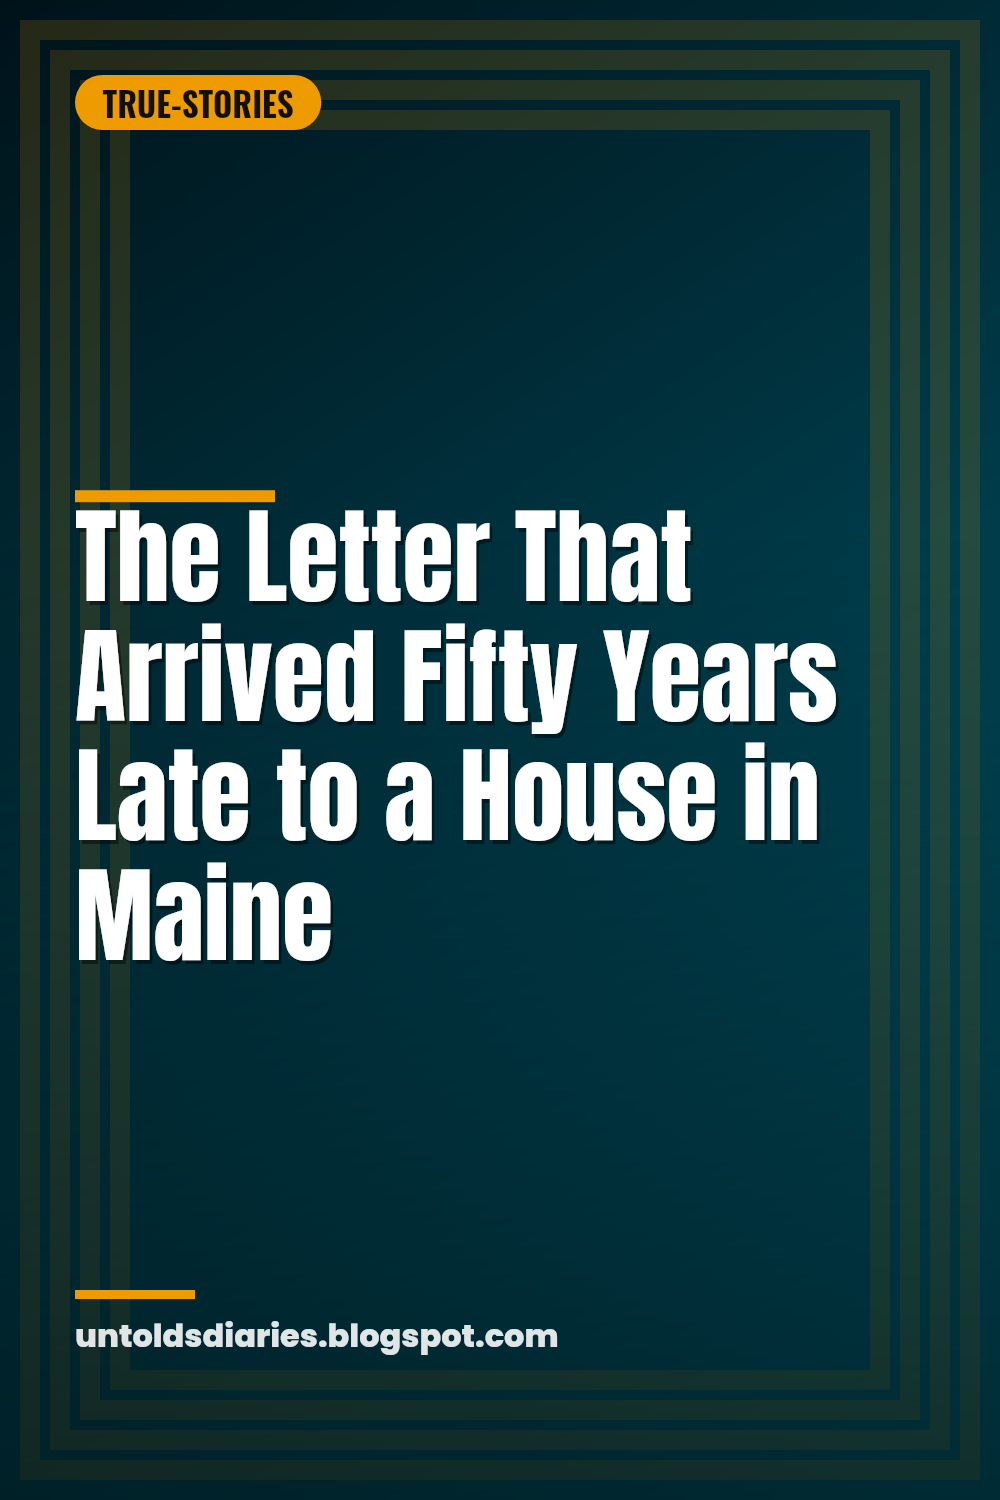 TRUE-STORIES
The Letter That
Arrived Fifty Years
Late to a House in
Maine
untoldsdiaries.blogspot.com